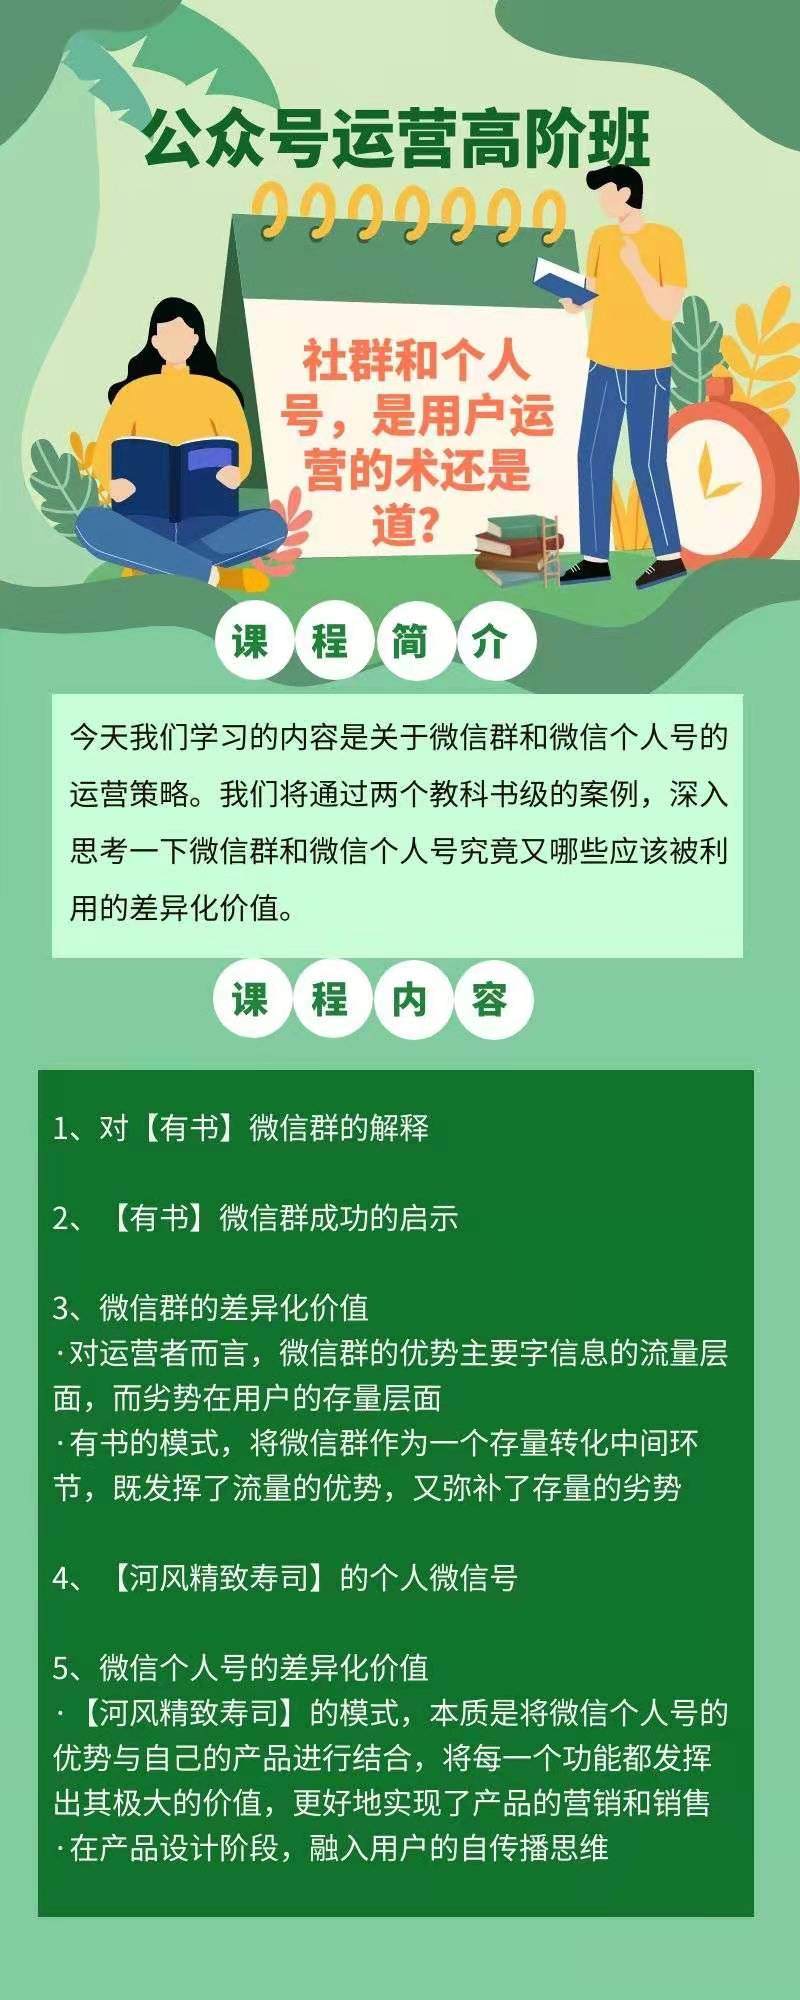 公众号运营高阶班
社群和个人
号，是用户运
营的术还是
道？
课程简介
今天我们学习的内容是关于微信群和微信个人号的
运营策略。我们将通过两个教科书级的案例，深入
思考一下微信群和微信个人号究竟又哪些应该被利
用的差异化价值。
课程内容
1、对【有书】微信群的解释
2、【有书】微信群成功的启示
3、微信群的差异化价值
·对运营者而言，微信群的优势主要字信息的流量层
面，而劣势在用户的存量层面
·有书的模式，将微信群作为一个存量转化中间环
节，既发挥了流量的优势，又弥补了存量的劣势
4、【河风精致寿司】的个人微信号
5、微信个人号的差异化价值
·【河风精致寿司】的模式，本质是将微信个人号的
优势与自己的产品进行结合，将每一个功能都发挥
出其极大的价值，更好地实现了产品的营销和销售
·在产品设计阶段，融入用户的自传播思维